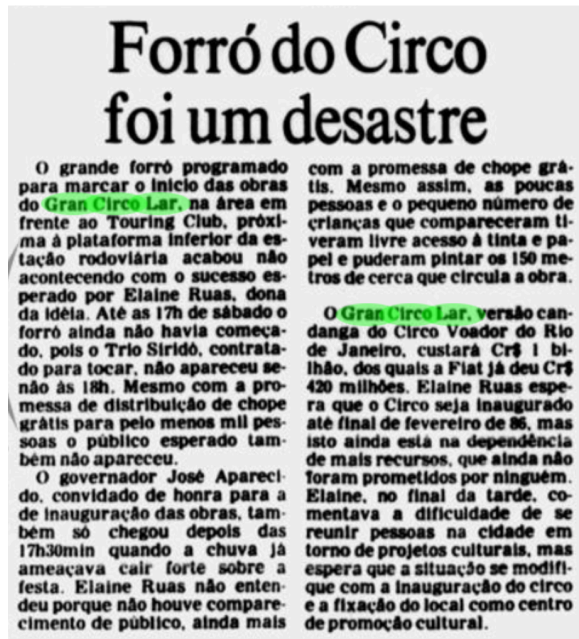 Forró do Circo
foi um desastre
O grande forró programado
para marcar o início das obras
do Gran Circo Lar, na área em
frente ao Touring Club, próxi-
ma à plataforma inferior da es-
tação rodoviária acabou não
acontecendo com o sucesso es-
perado por Elaine Ruas, dona
da idéia. Até as 17h de sábado o
forró ainda não havia começa-
do, pois o Trio Siridó, contrata-
do para tocar, não apareceu se-
não às 18h. Mesmo com a pro-
messa de distribuição de chope
grátis para pelo menos mil pes-
soas o público esperado tam-
bém não apareceu.
O governador José Apareci-
do, convidado de honra para a
de inauguração das obras, tam-
bém só chegou depois das
17h30min quando a chuva já
ameaçava cair forte sobre a
festa. Elaine Ruas não enten-
deu porque não houve compare-
cimento de público, ainda mais
com a promessa de chope grá-
tis. Mesmo assim, as poucas
pessoas e o pequeno número de
crianças que compareceram ti-
veram livre acesso à tinta e pa-
pel e puderam pintar os 150 me-
tros de cerca que circula a obra.
O Gran Circo Lar, versão can-
danga do Circo Voador do Rio
de Janeiro, custará Cr$ 1 bi-
lhão, dos quais a Fiat já deu Cr$
420 milhões. Elaine Ruas espe-
ra que o Circo seja inaugurado
até final de fevereiro de 86, mas
isto ainda está na dependência
de mais recursos, que ainda não
foram prometidos por ninguém.
Elaine, no final da tarde, co-
mentava a dificuldade de se
reunir pessoas na cidade em
torno de projetos culturais, mas
espera que a situação se modifi-
que com a inauguração do circo
e a fixação do local como centro
de promoção cultural.